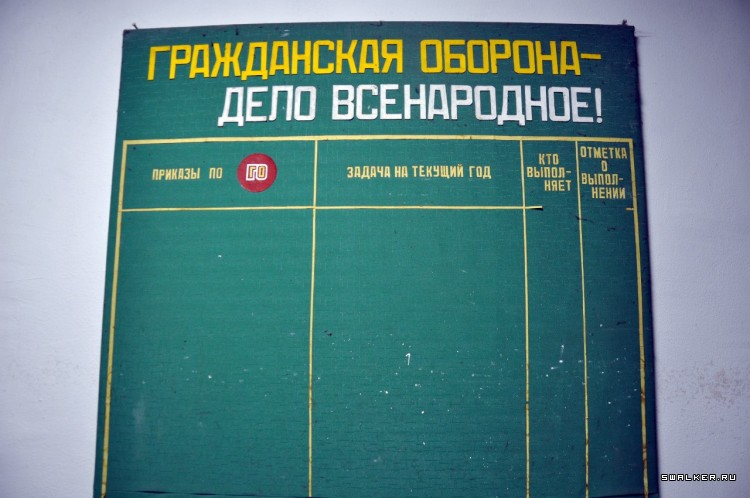 ГРАЖДАНСКАЯ ОБОРОНА–
ДЕЛО ВСЕНАРОДНОЕ!
ПРИКАЗЫ ПО ГО
ЗАДАЧА НА ТЕКУЩИЙ ГОД
КТО
ВЫПОЛ-
НЯЕТ
ОТМЕТКА
О
ВЫПОЛ-
НЕНИИ
SWALKER.RU